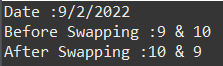 Date :9/2/2022
Before Swapping :9 & 10
After Swapping :10 & 9